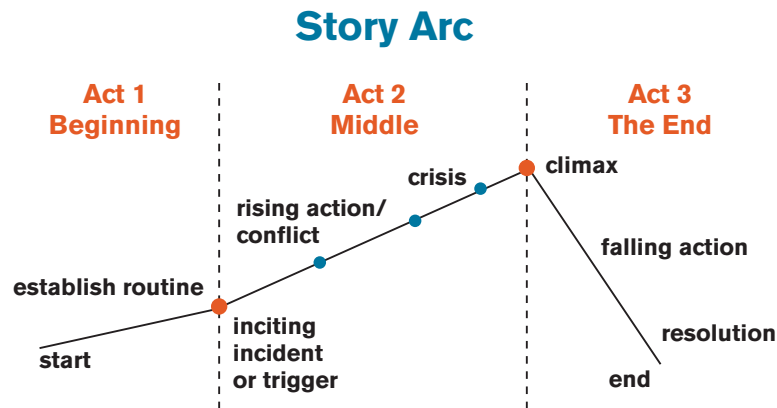 Story Arc
Act 1
Beginning
Act 2
Middle
Act 3
The End
establish routine
start
inciting
incident
or trigger
rising action/
conflict
crisis
climax
falling action
resolution
end